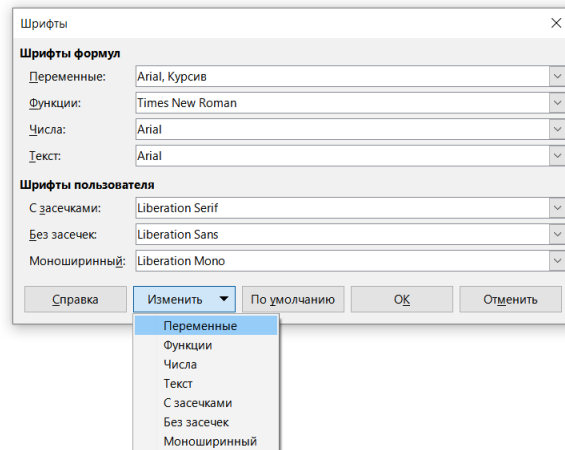 Шрифты
Шрифты формул
Переменные: Arial, Курсив
Функции: Times New Roman
Числа: Arial
Текст: Arial
Шрифты пользователя
С засечками: Liberation Serif
Без засечек: Liberation Sans
Моноширинный: Liberation Mono
Справка Изменить По умолчанию OK Отменить
Переменные
Функции
Числа
Текст
С засечками
Без засечек
Моноширинный